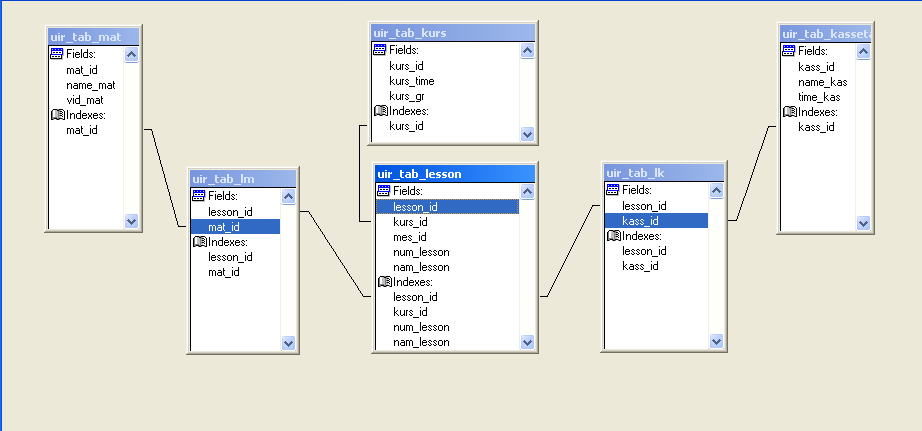 uir_tab_mat
Fields:
mat_id
name_mat
vid_mat
Indexes:
mat_id
uir_tab_lm
Fields:
lesson_id
mat_id
Indexes:
lesson_id
mat_id
uir_tab_kurs
Fields:
kurs_id
kurs_time
kurs_gr
Indexes:
kurs_id
uir_tab_lesson
Fields:
lesson_id
kurs_id
mes_id
num_lesson
nam_lesson
Indexes:
lesson_id
kurs_id
num_lesson
nam_lesson
uir_tab_lk
Fields:
lesson_id
kass_id
Indexes:
lesson_id
kass_id
uir_tab_kasseta
Fields:
kass_id
name_kas
time_kas
Indexes:
kass_id